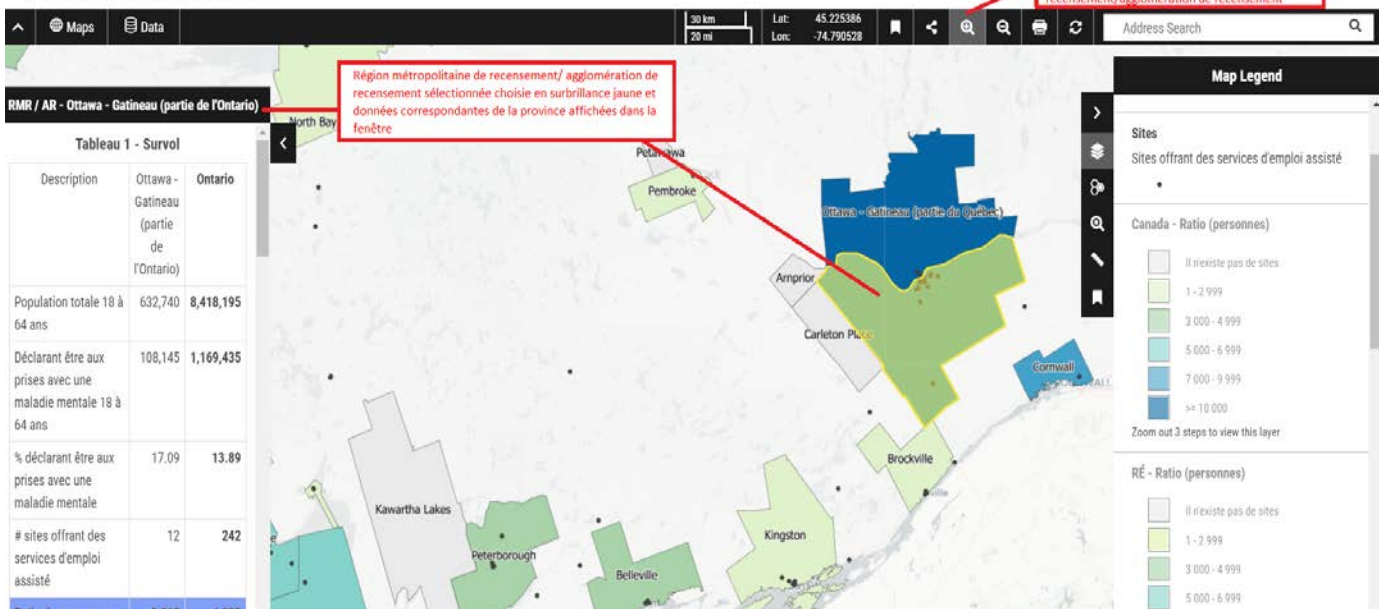 recensement/agglomération de recensement
Maps
Data
30 km
20 mi
Lat: 45.225386
Lon: -74.790528
Address Search
Région métropolitaine de recensement/ agglomération de
recensement sélectionnée choisie en surbrillance jaune et
données correspondantes de la province affichées dans la
fenêtre
RMR / AR - Ottawa - Gatineau (partie de l'Ontario)
Tableau 1 - Survol
Description
Ottawa -
Gatineau
(partie
de
l'Ontario)
Ontario
Population totale 18 à
64 ans
632,740
8,418,195
Déclarant être aux
prises avec une
maladie mentale 18 à
64 ans
108,145
1,169,435
% déclarant être aux
prises avec une
maladie mentale
17.09
13.89
# sites offrant des
services d'emploi
assisté
12
242
North Bay
Petawawa
Pembroke
Ottawa - Gatineau (partie du Québec)
Arnprior
Carleton Place
Cornwall
Brockville
Kawartha Lakes
Peterborough
Belleville
Kingston
Map Legend
Sites
Sites offrant des services d'emploi assisté
Canada - Ratio (personnes)
Il n'existe pas de sites
1 - 2 999
3 000 - 4 999
5 000 - 6 999
7 000 - 9 999
>= 10 000
Zoom out 3 steps to view this layer
RÉ - Ratio (personnes)
Il n'existe pas de sites
1 - 2 999
3 000 - 4 999
5 000 - 6 999